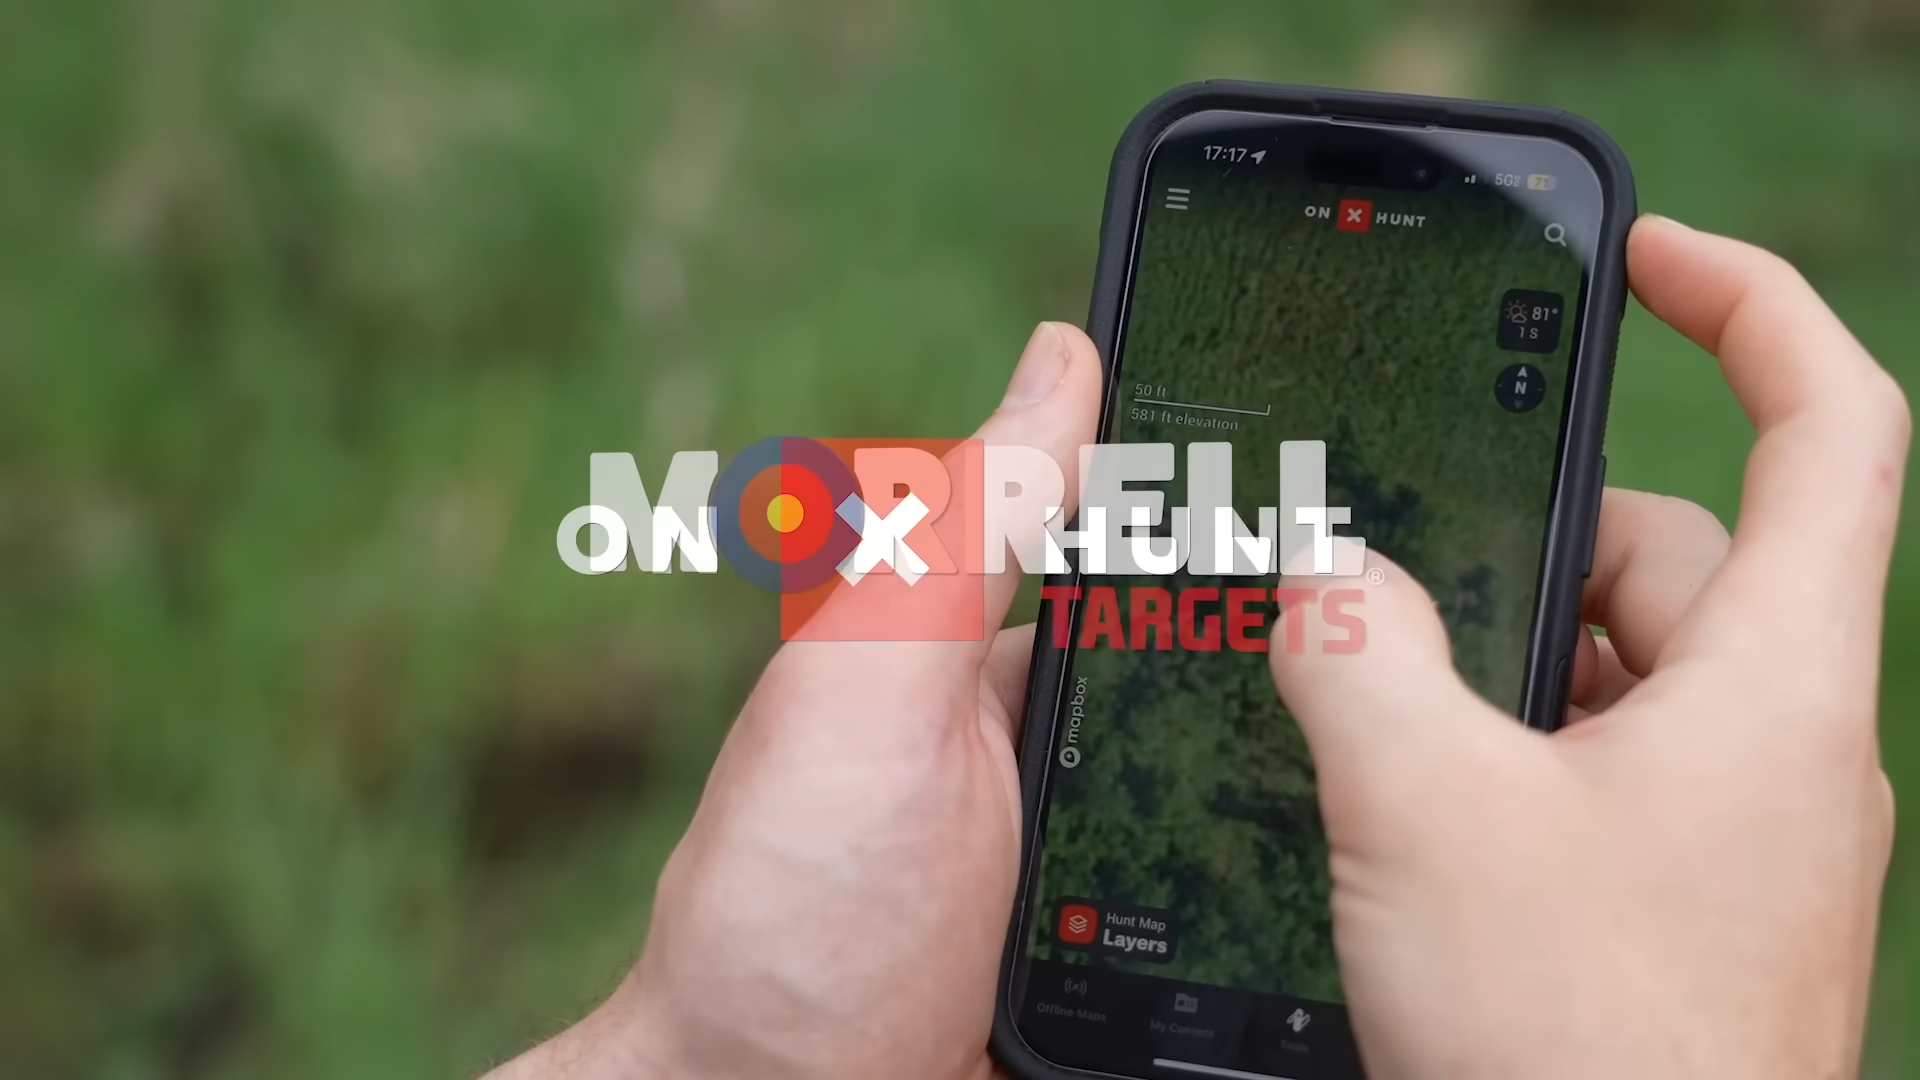 17:17
5G 71
ON X HUNT
81°
1 S
N
50 ft
581 ft elevation
MORRELL®
ON X HUNT
TARGETS
mapbox
Hunt Map
Layers
Offline Maps
My Content
Tools